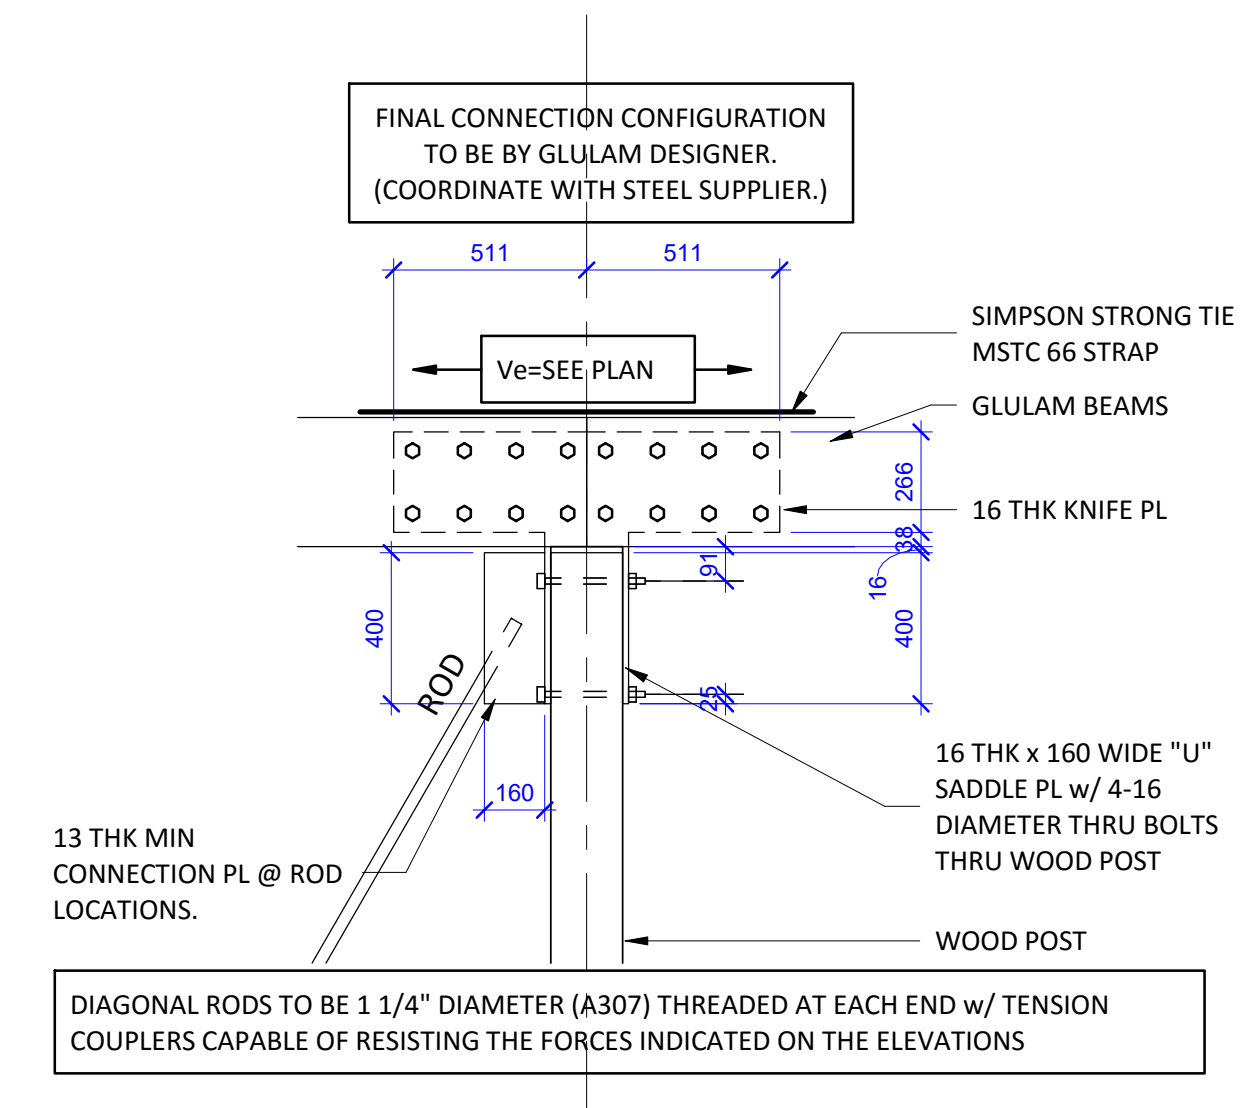 FINAL CONNECTION CONFIGURATION
TO BE BY GLULAM DESIGNER.
(COORDINATE WITH STEEL SUPPLIER.)
511
511
SIMPSON STRONG TIE
MSTC 66 STRAP
Ve=SEE PLAN
GLULAM BEAMS
266
16 THK KNIFE PL
38
91
16
400
400
ROD
25
160
16 THK x 160 WIDE "U"
SADDLE PL w/ 4-16
DIAMETER THRU BOLTS
THRU WOOD POST
13 THK MIN
CONNECTION PL @ ROD
LOCATIONS.
WOOD POST
DIAGONAL RODS TO BE 1 1/4" DIAMETER (A307) THREADED AT EACH END w/ TENSION
COUPLERS CAPABLE OF RESISTING THE FORCES INDICATED ON THE ELEVATIONS